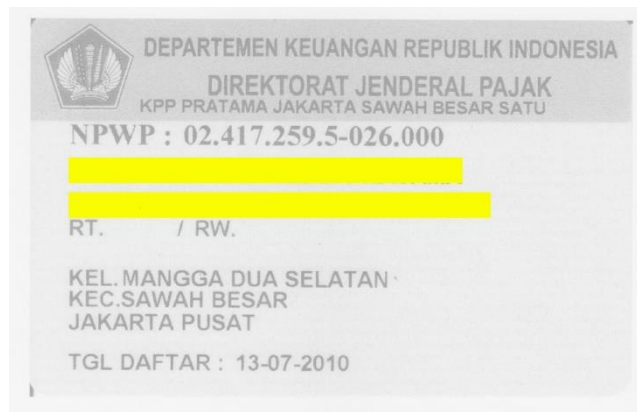 DEPARTEMEN KEUANGAN REPUBLIK INDONESIA
DIREKTORAT JENDERAL PAJAK
KPP PRATAMA JAKARTA SAWAH BESAR SATU
NPWP : 02.417.259.5-026.000
RT. / RW.
KEL. MANGGA DUA SELATAN
KEC.SAWAH BESAR
JAKARTA PUSAT
TGL DAFTAR : 13-07-2010